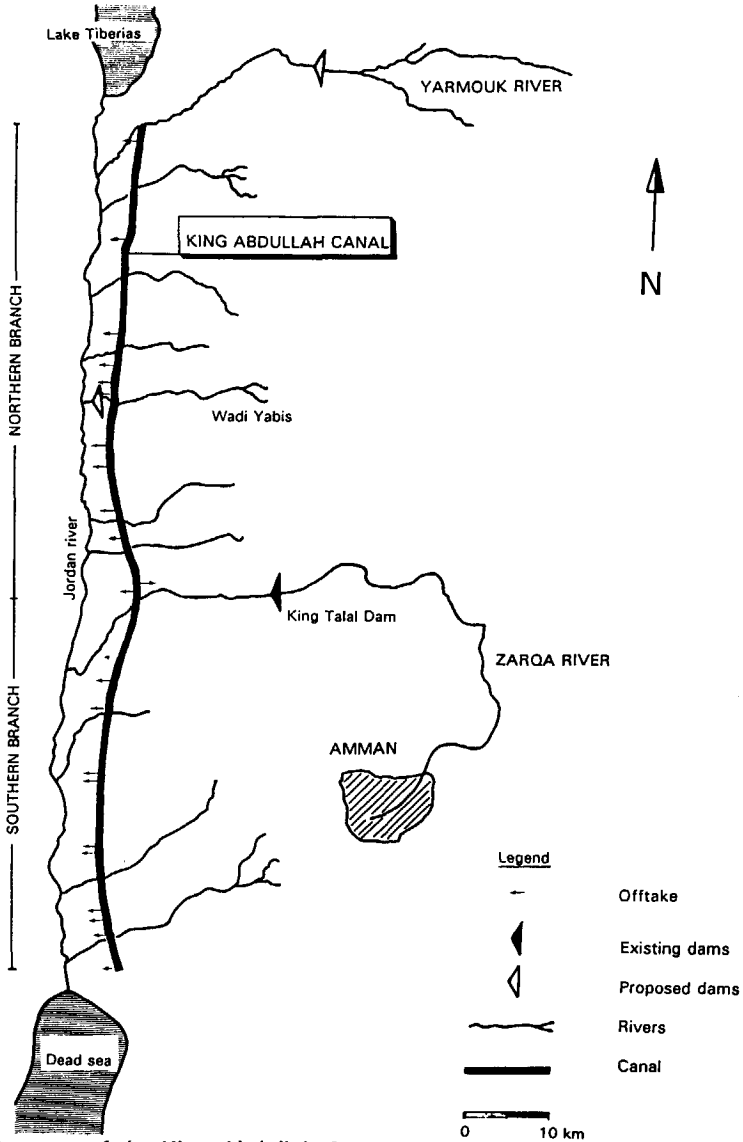 Lake Tiberias
YARMOUK RIVER
KING ABDULLAH CANAL
N
NORTHERN BRANCH
Wadi Yabis
Jordan river
King Talal Dam
ZARQA RIVER
SOUTHERN BRANCH
AMMAN
Legend
Offtake
Existing dams
Proposed dams
Rivers
Canal
Dead sea
0 10 km